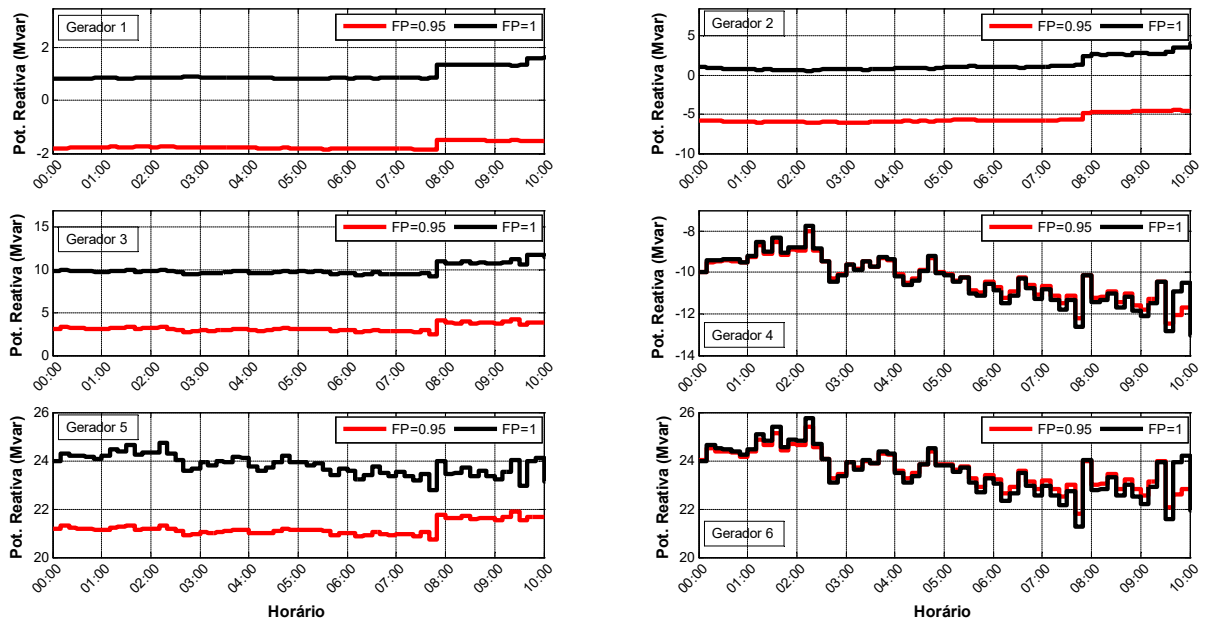 Gerador 1
FP=0.95 FP=1
Pot. Reativa (Mvar)
2
0
-2
00:00 01:00 02:00 03:00 04:00 05:00 06:00 07:00 08:00 09:00 10:00
Gerador 2
FP=0.95 FP=1
Pot. Reativa (Mvar)
5
0
-5
-10
00:00 01:00 02:00 03:00 04:00 05:00 06:00 07:00 08:00 09:00 10:00
Gerador 3
FP=0.95 FP=1
Pot. Reativa (Mvar)
15
10
5
0
00:00 01:00 02:00 03:00 04:00 05:00 06:00 07:00 08:00 09:00 10:00
FP=0.95 FP=1
Pot. Reativa (Mvar)
-8
-10
-12
-14
Gerador 4
00:00 01:00 02:00 03:00 04:00 05:00 06:00 07:00 08:00 09:00 10:00
Gerador 5
FP=0.95 FP=1
Pot. Reativa (Mvar)
26
24
22
20
00:00 01:00 02:00 03:00 04:00 05:00 06:00 07:00 08:00 09:00 10:00
Horário
FP=0.95 FP=1
Pot. Reativa (Mvar)
26
24
22
20
Gerador 6
00:00 01:00 02:00 03:00 04:00 05:00 06:00 07:00 08:00 09:00 10:00
Horário